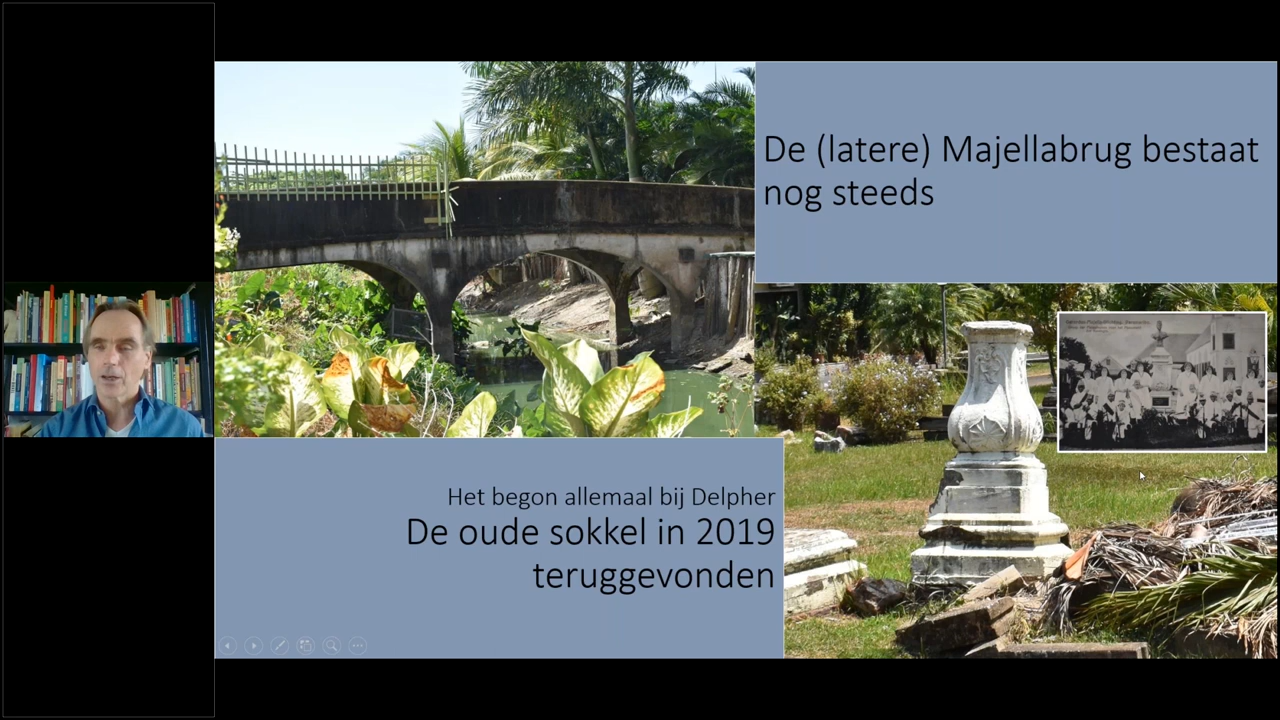 De (latere) Majellabrug bestaat
nog steeds
Het begon allemaal bij Delpher
De oude sokkel in 2019
teruggevonden